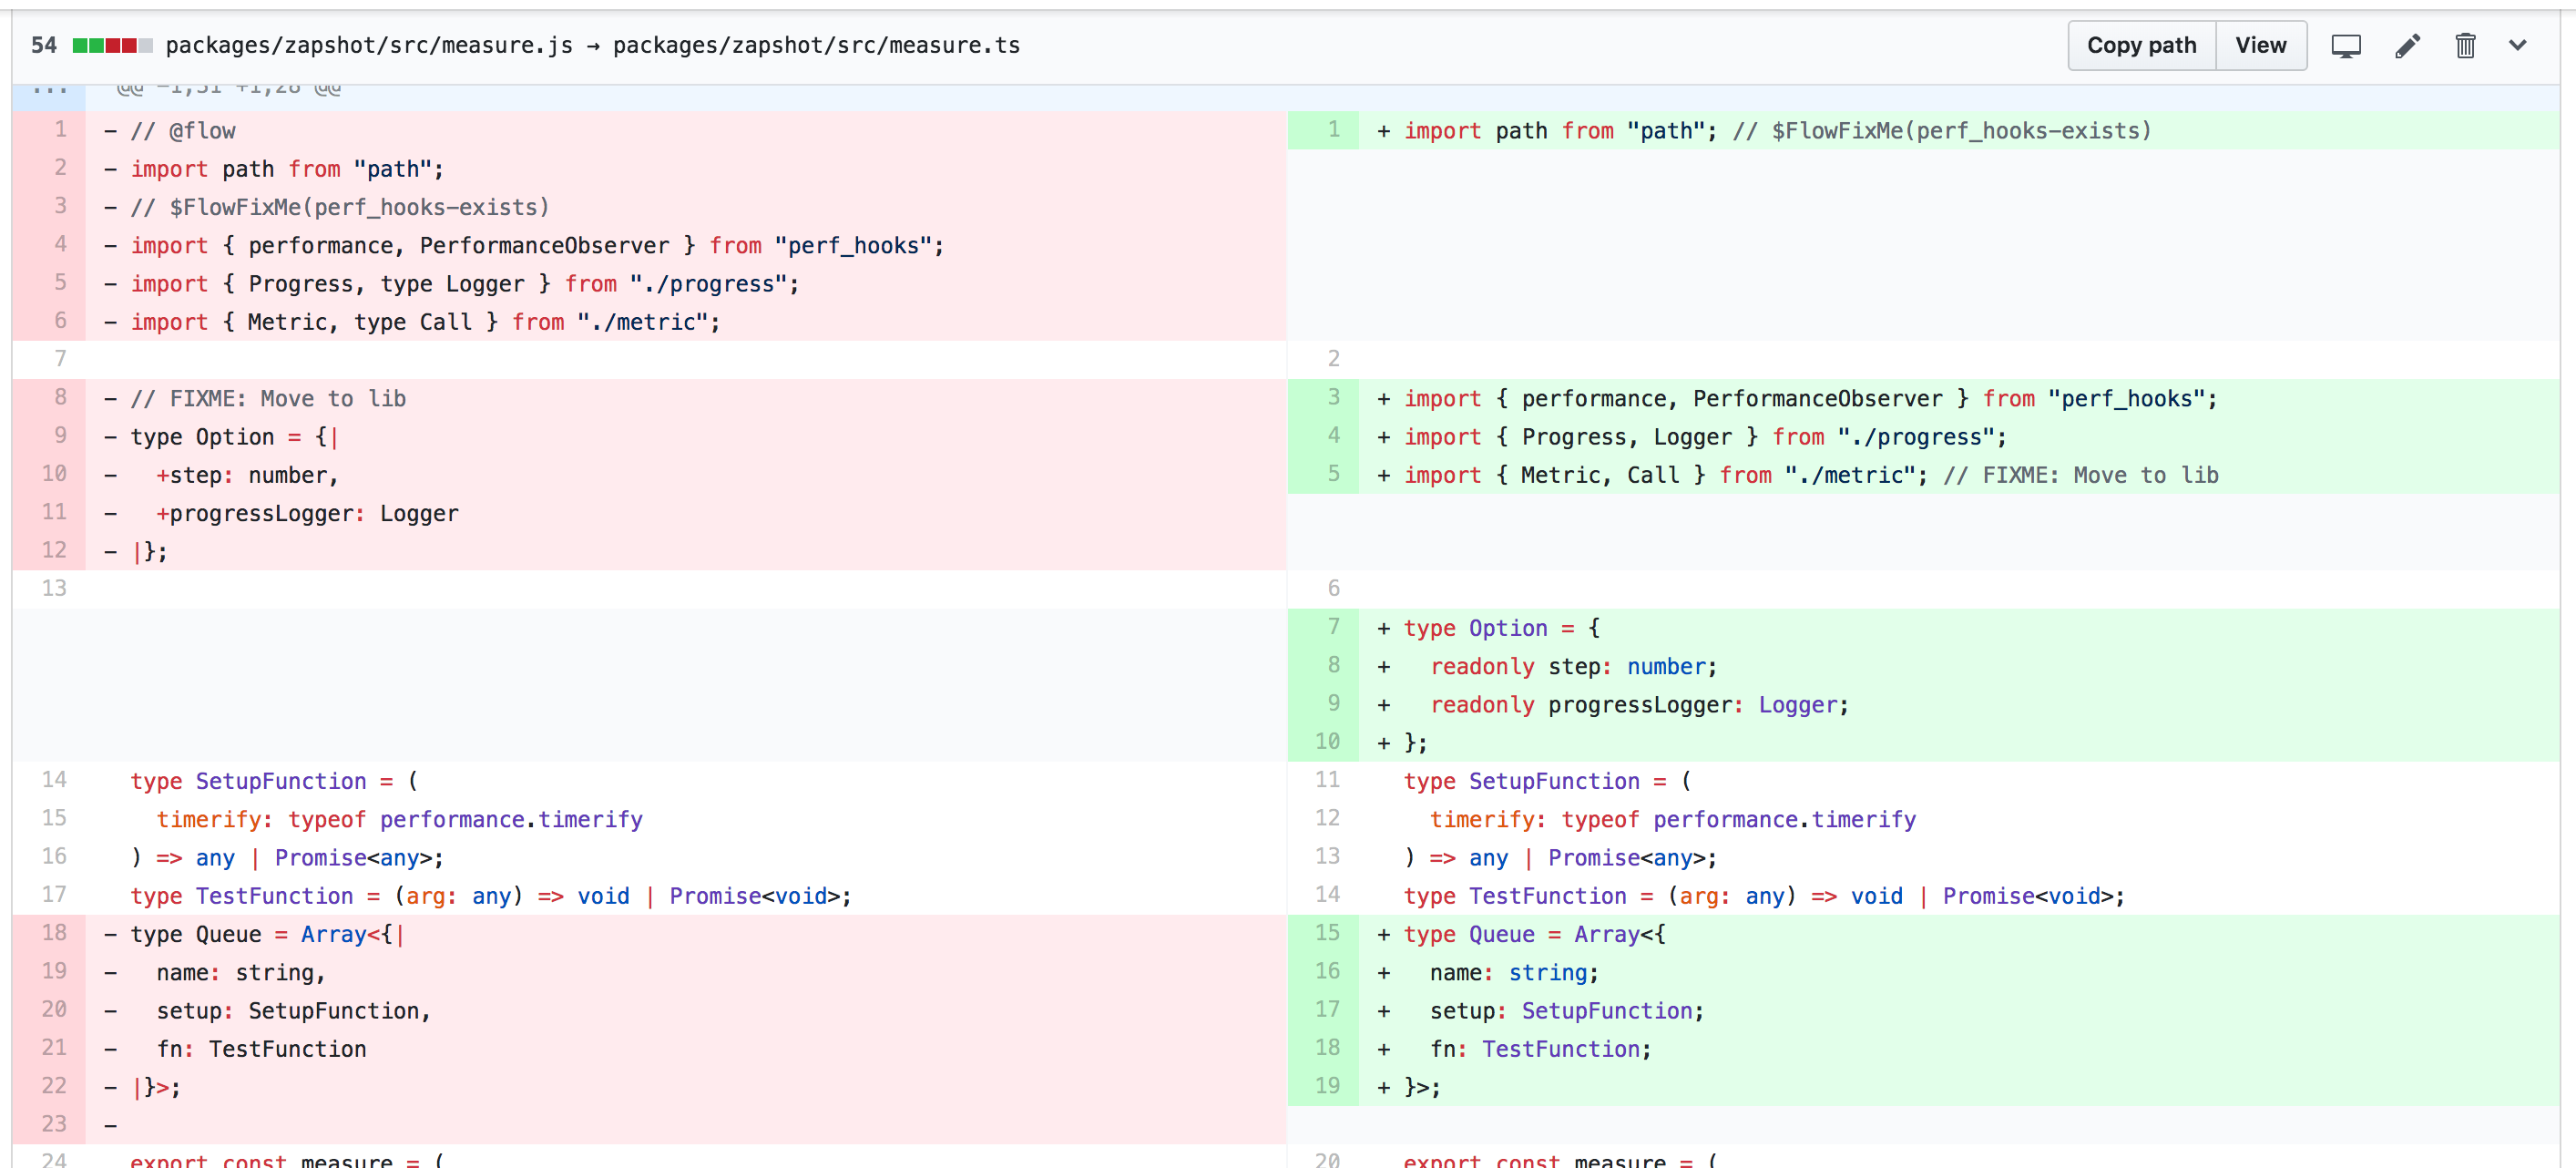 54 packages/zapshot/src/measure.js → packages/zapshot/src/measure.ts Copy path View
... @@ -1,31 +1,28 @@
1 - // @flow
2 - import path from "path";
3 - // $FlowFixMe(perf_hooks-exists)
4 - import { performance, PerformanceObserver } from "perf_hooks";
5 - import { Progress, type Logger } from "./progress";
6 - import { Metric, type Call } from "./metric";
7
8 - // FIXME: Move to lib
9 - type Option = {|
10 -   +step: number,
11 -   +progressLogger: Logger
12 - |};
13
14   type SetupFunction = (
15     timerify: typeof performance.timerify
16   ) => any | Promise<any>;
17   type TestFunction = (arg: any) => void | Promise<void>;
18 - type Queue = Array<{|
19 -   name: string,
20 -   setup: SetupFunction,
21 -   fn: TestFunction
22 - |}>;
23 -
24   export const measure = (
1 + import path from "path"; // $FlowFixMe(perf_hooks-exists)
2
3 + import { performance, PerformanceObserver } from "perf_hooks";
4 + import { Progress, Logger } from "./progress";
5 + import { Metric, Call } from "./metric"; // FIXME: Move to lib
6
7 + type Option = {
8 +   readonly step: number;
9 +   readonly progressLogger: Logger;
10 + };
11   type SetupFunction = (
12     timerify: typeof performance.timerify
13   ) => any | Promise<any>;
14   type TestFunction = (arg: any) => void | Promise<void>;
15 + type Queue = Array<{
16 +   name: string;
17 +   setup: SetupFunction;
18 +   fn: TestFunction;
19 + }>;
20   export const measure = (